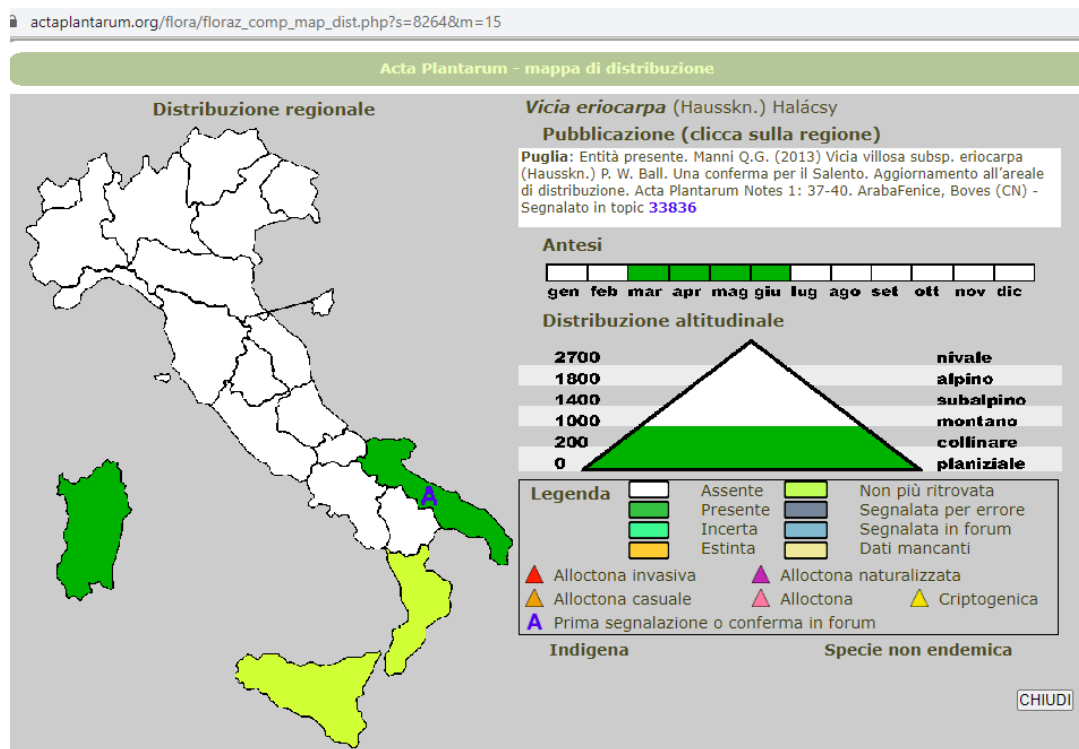 actaplantarum.org/flora/floraz_comp_map_dist.php?s=8264&m=15
Acta Plantarum - mappa di distribuzione
Distribuzione regionale
A
Vicia eriocarpa (Hausskn.) Halácsy
Pubblicazione (clicca sulla regione)
Puglia: Entità presente. Manni Q.G. (2013) Vicia villosa subsp. eriocarpa
(Hausskn.) P. W. Ball. Una conferma per il Salento. Aggiornamento all'areale
di distribuzione. Acta Plantarum Notes 1: 37-40. ArabaFenice, Boves (CN) -
Segnalato in topic 33836
Antesi
gen feb mar apr mag giu lug ago set ott nov dic
Distribuzione altitudinale
2700 nivale
1800 alpino
1400 subalpino
1000 montano
200 collinare
0 planiziale
Legenda Assente Non più ritrovata
Presente Segnalata per errore
Incerta Segnalata in forum
Estinta Dati mancanti
Alloctona invasiva Alloctona naturalizzata
Alloctona casuale Alloctona Criptogenica
A Prima segnalazione o conferma in forum
Indigena Specie non endemica
CHIUDI